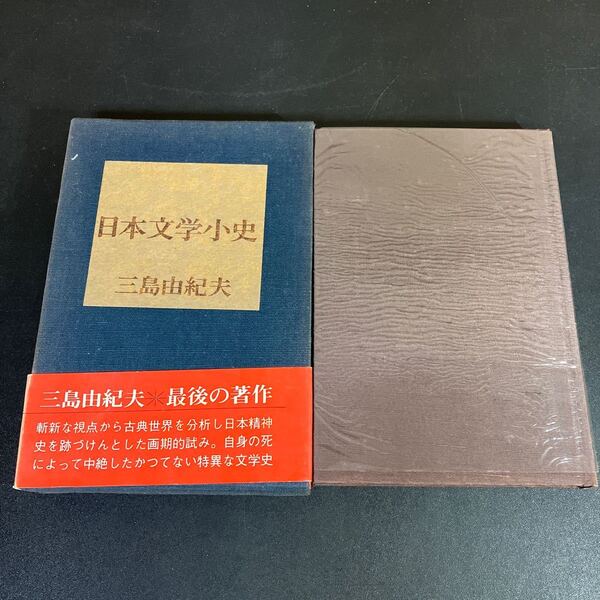 日本文学小史
三島由紀夫
三島由紀夫＊最後の著作
斬新な視点から古典世界を分析し日本精神
史を跡づけんとした画期的試み。自身の死
によって中絶したかつてない特異な文学史